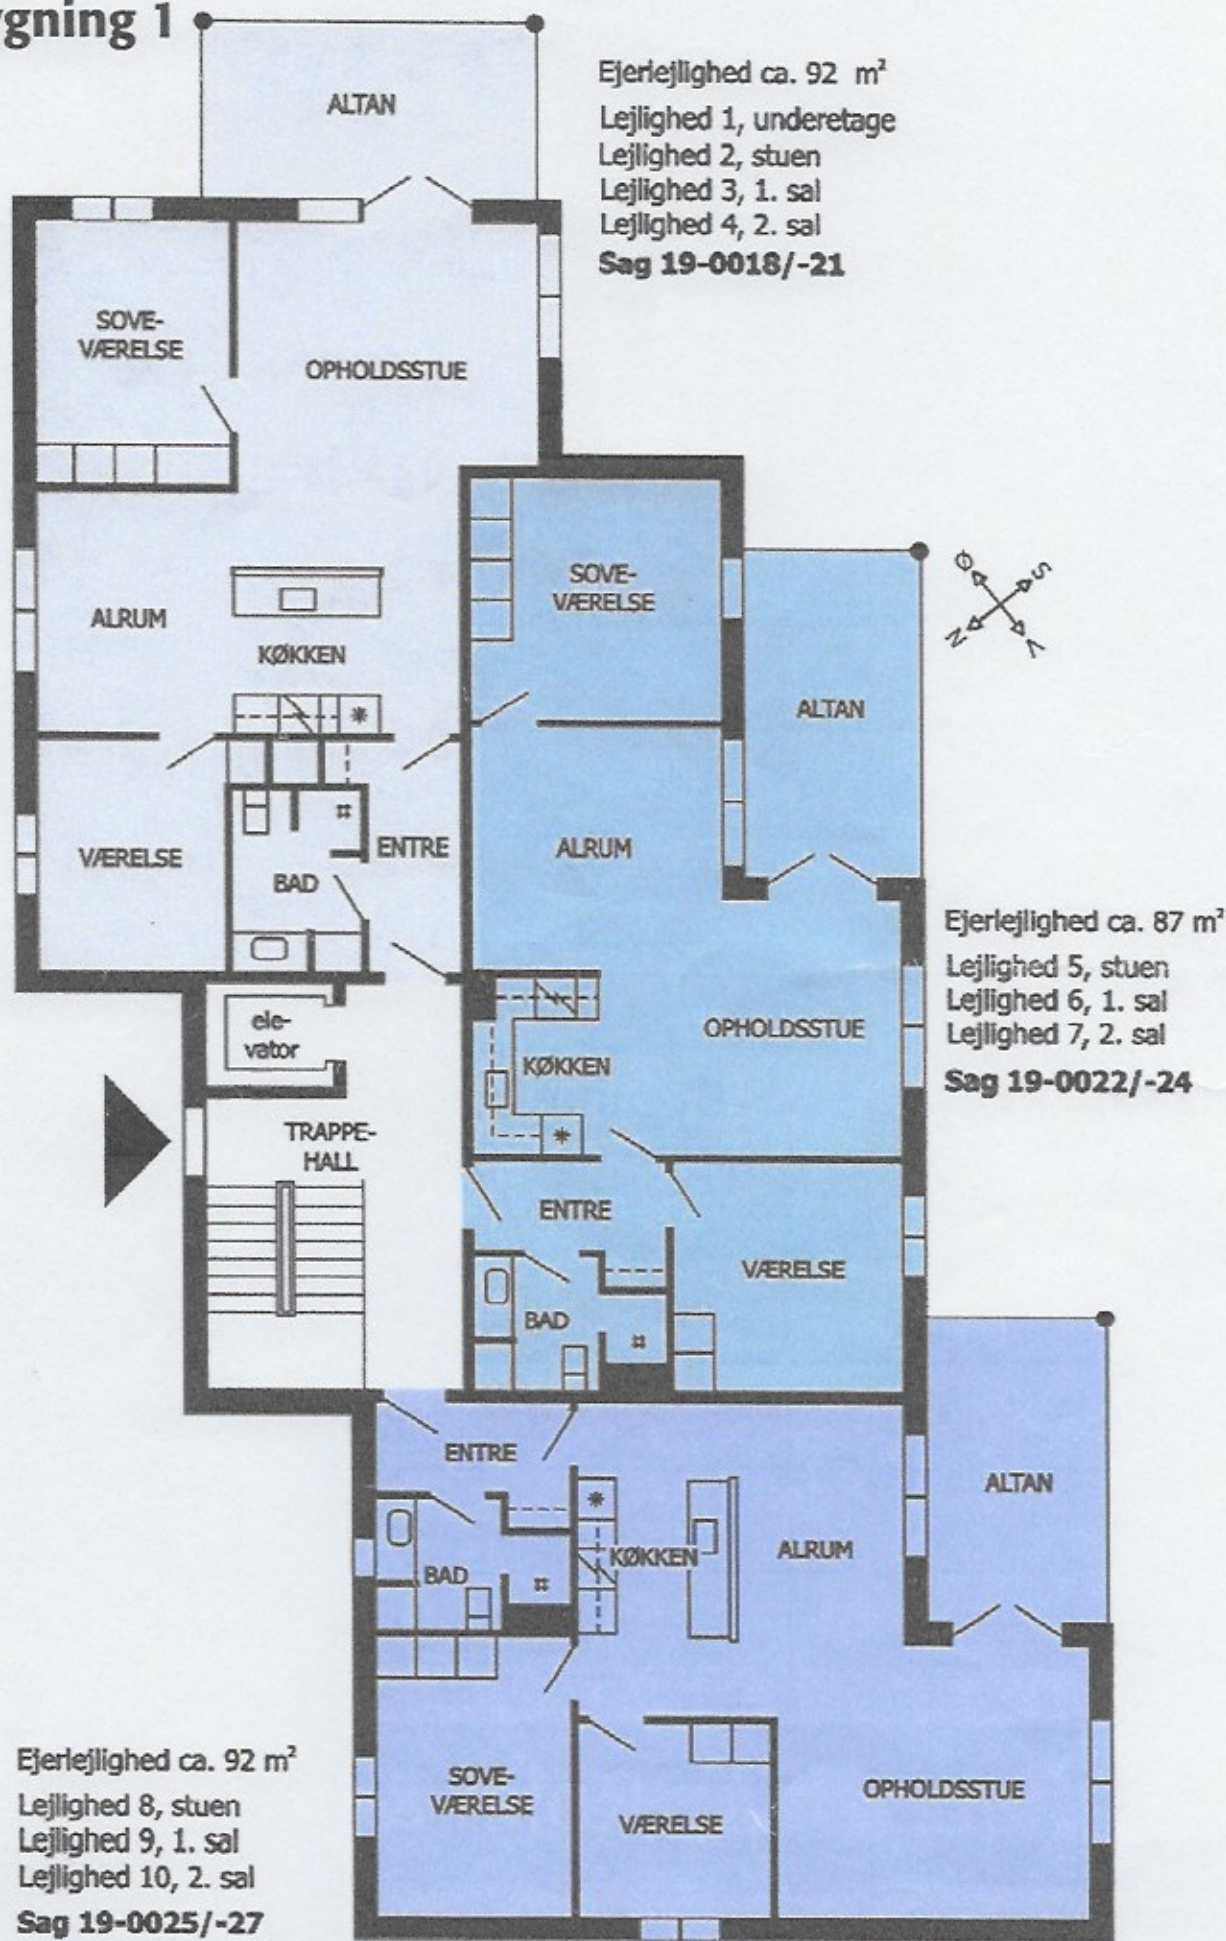 ygning 1
ALTAN
Ejerlejlighed ca. 92 m²
Lejlighed 1, underetage
Lejlighed 2, stuen
Lejlighed 3, 1. sal
Lejlighed 4, 2. sal
Sag 19-0018/-21
SOVE-
VÆRELSE
OPHOLDSSTUE
ALRUM
KØKKEN
VÆRELSE
BAD
ENTRE
SOVE-
VÆRELSE
ALTAN
Ø
S
N
V
ALRUM
OPHOLDSSTUE
KØKKEN
ENTRE
VÆRELSE
BAD
Ejerlejlighed ca. 87 m²
Lejlighed 5, stuen
Lejlighed 6, 1. sal
Lejlighed 7, 2. sal
Sag 19-0022/-24
ele-
vator
TRAPPE-
HALL
ENTRE
BAD
KØKKEN
ALRUM
ALTAN
SOVE-
VÆRELSE
VÆRELSE
OPHOLDSSTUE
Ejerlejlighed ca. 92 m²
Lejlighed 8, stuen
Lejlighed 9, 1. sal
Lejlighed 10, 2. sal
Sag 19-0025/-27